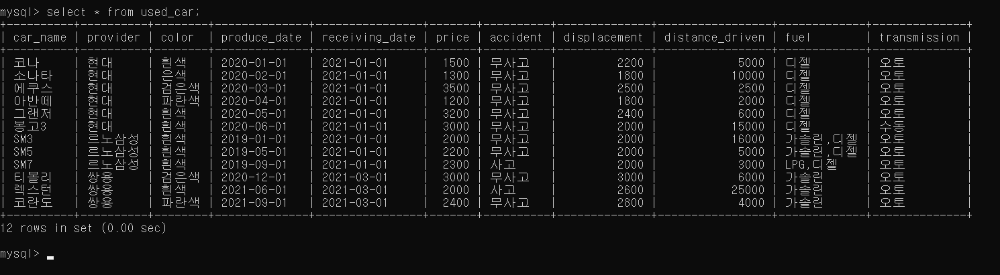 mysql> select * from used_car;
+----------+----------+--------+--------------+----------------+-------+----------+--------------+-----------------+-------------+--------------+
| car_name | provider | color | produce_date | receiving_date | price | accident | displacement | distance_driven | fuel | transmission |
+----------+----------+--------+--------------+----------------+-------+----------+--------------+-----------------+-------------+--------------+
| 코나 | 현대 | 흰색 | 2020-01-01 | 2021-01-01 | 1500 | 무사고 | 2200 | 5000 | 디젤 | 오토 |
| 소나타 | 현대 | 은색 | 2020-02-01 | 2021-01-01 | 1300 | 무사고 | 1800 | 10000 | 디젤 | 오토 |
| 에쿠스 | 현대 | 검은색 | 2020-03-01 | 2021-01-01 | 3500 | 무사고 | 2500 | 2500 | 디젤 | 오토 |
| 아반떼 | 현대 | 파란색 | 2020-04-01 | 2021-01-01 | 1200 | 무사고 | 1800 | 2000 | 디젤 | 오토 |
| 그랜저 | 현대 | 흰색 | 2020-05-01 | 2021-01-01 | 3200 | 무사고 | 2400 | 6000 | 디젤 | 오토 |
| 봉고3 | 현대 | 흰색 | 2020-06-01 | 2021-01-01 | 3000 | 무사고 | 2000 | 15000 | 디젤 | 수동 |
| SM3 | 르노삼성 | 흰색 | 2019-01-01 | 2021-01-01 | 2000 | 무사고 | 2000 | 16000 | 가솔린,디젤 | 오토 |
| SM5 | 르노삼성 | 흰색 | 2019-05-01 | 2021-01-01 | 2200 | 무사고 | 2000 | 5000 | 가솔린,디젤 | 오토 |
| SM7 | 르노삼성 | 흰색 | 2019-09-01 | 2021-01-01 | 2300 | 사고 | 2000 | 3000 | LPG,디젤 | 오토 |
| 티볼리 | 쌍용 | 검은색 | 2020-12-01 | 2021-03-01 | 3000 | 무사고 | 3000 | 6000 | 가솔린 | 오토 |
| 렉스턴 | 쌍용 | 흰색 | 2021-06-01 | 2021-03-01 | 2000 | 사고 | 2600 | 25000 | 가솔린 | 오토 |
| 코란도 | 쌍용 | 파란색 | 2021-09-01 | 2021-03-01 | 2400 | 무사고 | 2800 | 4000 | 가솔린 | 오토 |
+----------+----------+--------+--------------+----------------+-------+----------+--------------+-----------------+-------------+--------------+
12 rows in set (0.00 sec)
mysql>